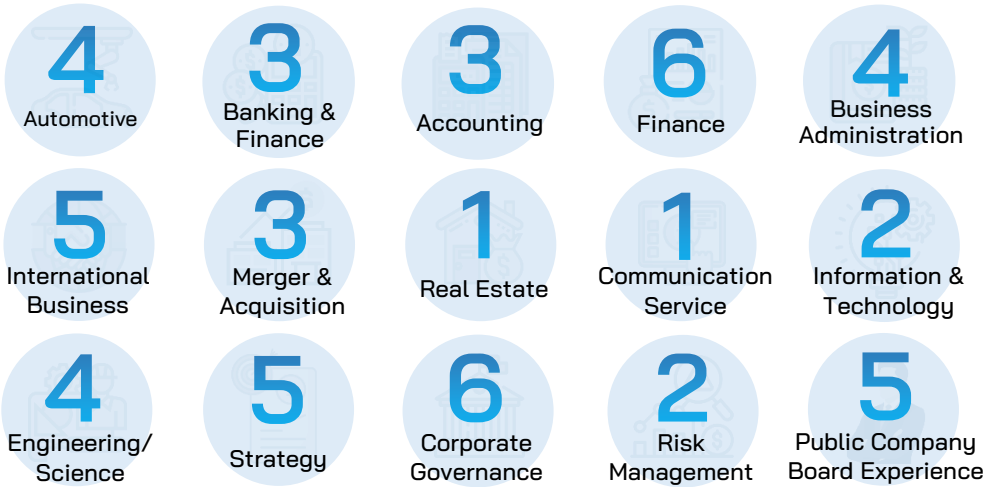 4
Automotive
3
Banking &
Finance
3
Accounting
6
Finance
4
Business
Administration
5
International
Business
3
Merger &
Acquisition
1
Real Estate
1
Communication
Service
2
Information &
Technology
4
Engineering/
Science
5
Strategy
6
Corporate
Governance
2
Risk
Management
5
Public Company
Board Experience